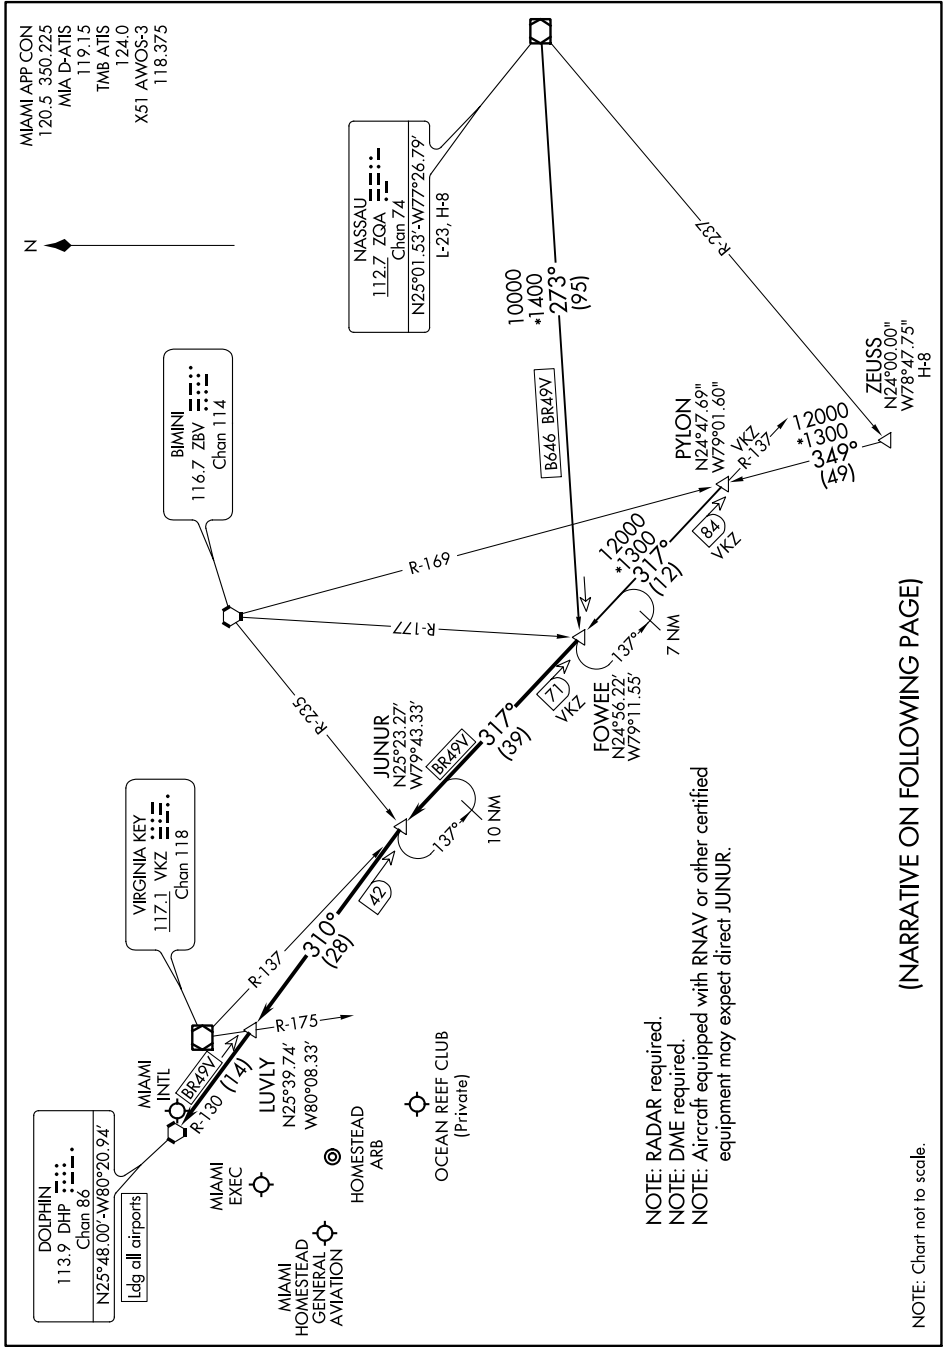 MIAMI APP CON
120.5 350.225
MIA D-ATIS
119.15
TMB ATIS
124.0
X51 AWOS-3
118.375
N
NASSAU
112.7 ZQA
Chan 74
N25°01.53'-W77°26.79'
L-23, H-8
BIMINI
116.7 ZBV
Chan 114
VIRGINIA KEY
117.1 VKZ
Chan 118
DOLPHIN
113.9 DHP
Chan 86
N25°48.00'-W80°20.94'
Ldg all airports
MIAMI
INTL
R-130
BR49V
(14)
LUVLY
N25°39.74'
W80°08.33'
R-175
R-137
310°
(28)
42
R-235
JUNUR
N25°23.27'
W79°43.33'
137°
10 NM
BR49V
317°
(39)
71
VKZ
R-177
R-169
FOWEE
N24°56.22'
W79°11.55'
137°
7 NM
10000
*1400
273°
(95)
B646 BR49V
12000
*1300
317°
(12)
84
VKZ
PYLON
N24°47.69"
W79°01.60"
VKZ
R-137
12000
*1300
349°
(49)
R-237
ZEUSS
N24°00.00"
W78°47.75"
H-8
MIAMI
EXEC
HOMESTEAD
ARB
OCEAN REEF CLUB
(Private)
MIAMI
HOMESTEAD
GENERAL
AVIATION
NOTE: RADAR required.
NOTE: DME required.
NOTE: Aircraft equipped with RNAV or other certified
equipment may expect direct JUNUR.
(NARRATIVE ON FOLLOWING PAGE)
NOTE: Chart not to scale.